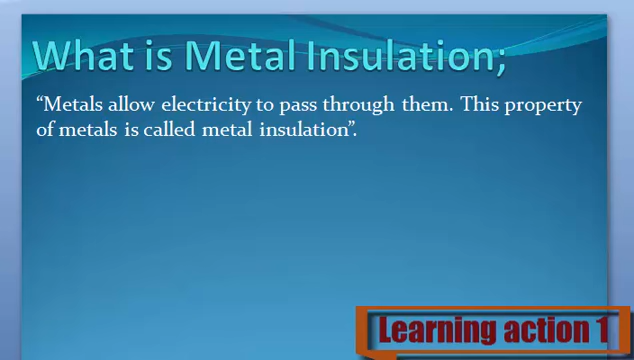 What is Metal Insulation;
“Metals allow electricity to pass through them. This property
of metals is called metal insulation”.
Learning action 1